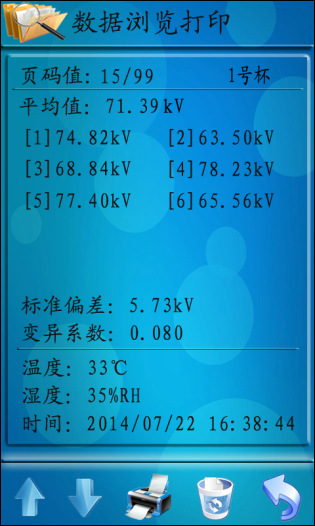 数据浏览打印
页码值: 15/99 1号杯
平均值: 71.39kV
[1]74.82kV [2]63.50kV
[3]68.84kV [4]78.23kV
[5]77.40kV [6]65.56kV
标准偏差: 5.73kV
变异系数: 0.080
温度: 33℃
湿度: 35%RH
时间: 2014/07/22 16:38:44